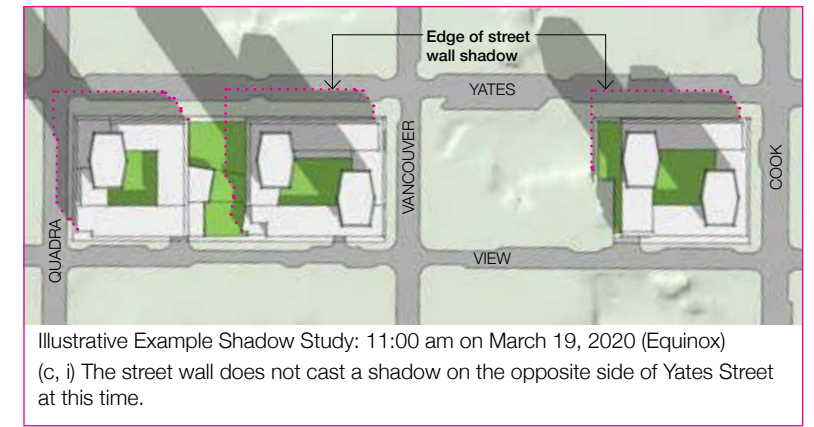 Edge of street
wall shadow
YATES
VANCOUVER
COOK
QUADRA
VIEW
Illustrative Example Shadow Study: 11:00 am on March 19, 2020 (Equinox)
(c, i) The street wall does not cast a shadow on the opposite side of Yates Street
at this time.